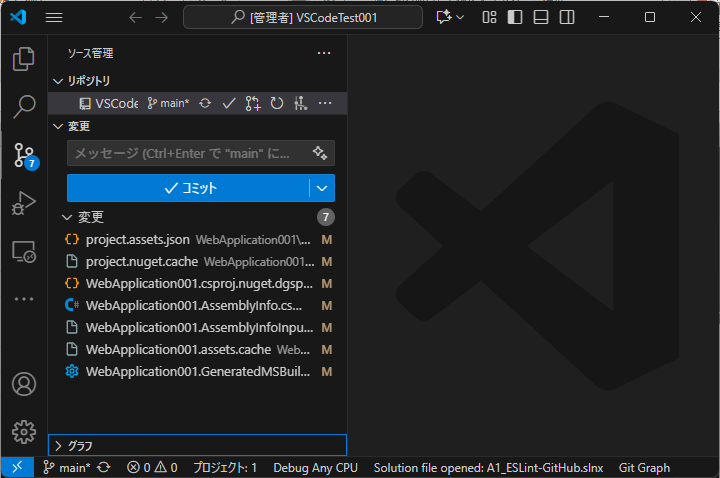 [管理者] VSCodeTest001
ソース管理
リポジトリ
VSCode main*
変更
メッセージ (Ctrl+Enter で "main" に...
コミット
変更 7
project.assets.json WebApplication001\... M
project.nuget.cache WebApplication001... M
WebApplication001.csproj.nuget.dgsp... M
WebApplication001.AssemblyInfo.cs... M
WebApplication001.AssemblyInfoInpu... M
WebApplication001.assets.cache Web... M
WebApplication001.GeneratedMSBuil... M
7
グラフ
main* 0 0 プロジェクト: 1 Debug Any CPU Solution file opened: A1_ESLint-GitHub.slnx Git Graph